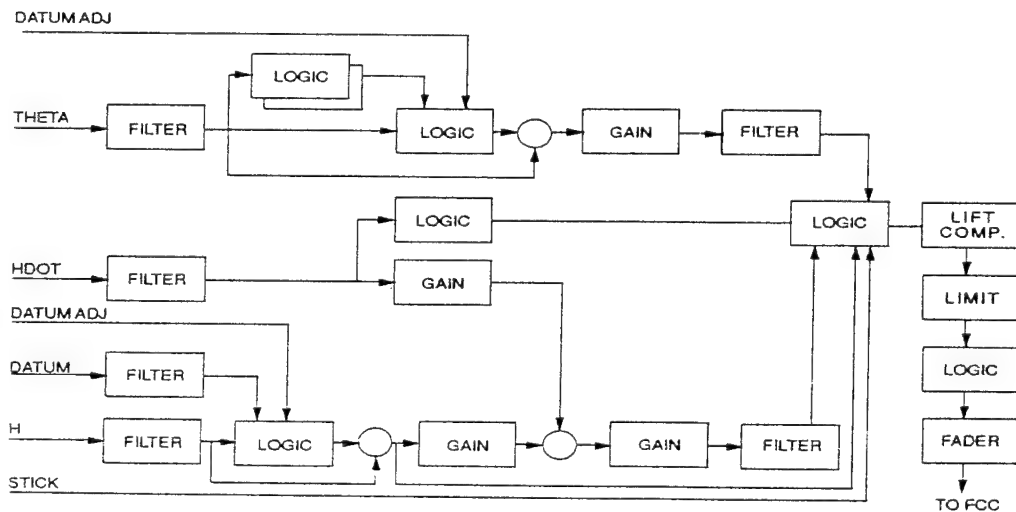 DATUM ADJ
LOGIC
THETA
FILTER
LOGIC
GAIN
FILTER
LOGIC
LOGIC
LIFT
COMP.
HDOT
FILTER
GAIN
LIMIT
DATUM ADJ
DATUM
FILTER
LOGIC
H
FILTER
LOGIC
GAIN
GAIN
FILTER
FADER
STICK
TO FCC